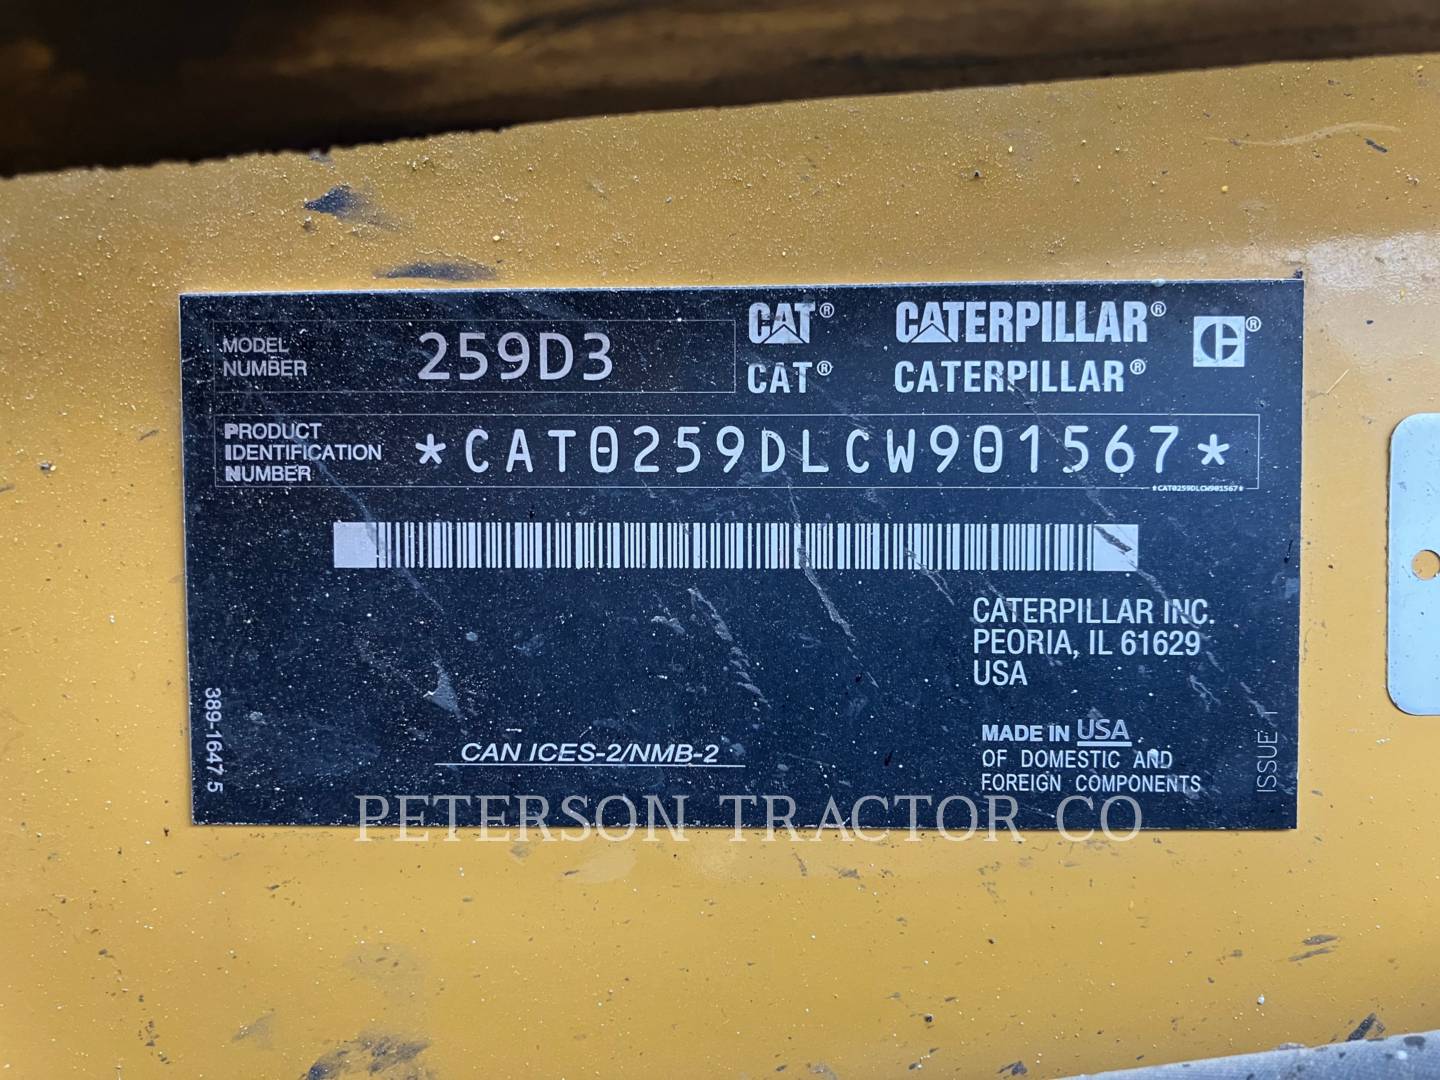 MODEL NUMBER 259D3
CAT® CATERPILLAR® ®
CAT® CATERPILLAR®
PRODUCT
IDENTIFICATION
NUMBER
*CAT0259DLCW901567*
*CAT0259DLCW901567*
CATERPILLAR INC.
PEORIA, IL 61629
USA
MADE IN USA
OF DOMESTIC AND
FOREIGN COMPONENTS
CAN ICES-2/NMB-2
389-1647 5
ISSUE 1
PETERSON TRACTOR CO